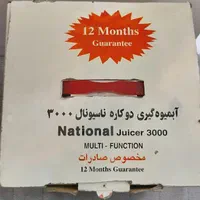 12 Months
Guarantee
آبمیوه گیری دوکاره ناسیونال ۳۰۰۰
National Juicer 3000
MULTI - FUNCTION
مخصوص صادرات
12 Months Guarantee